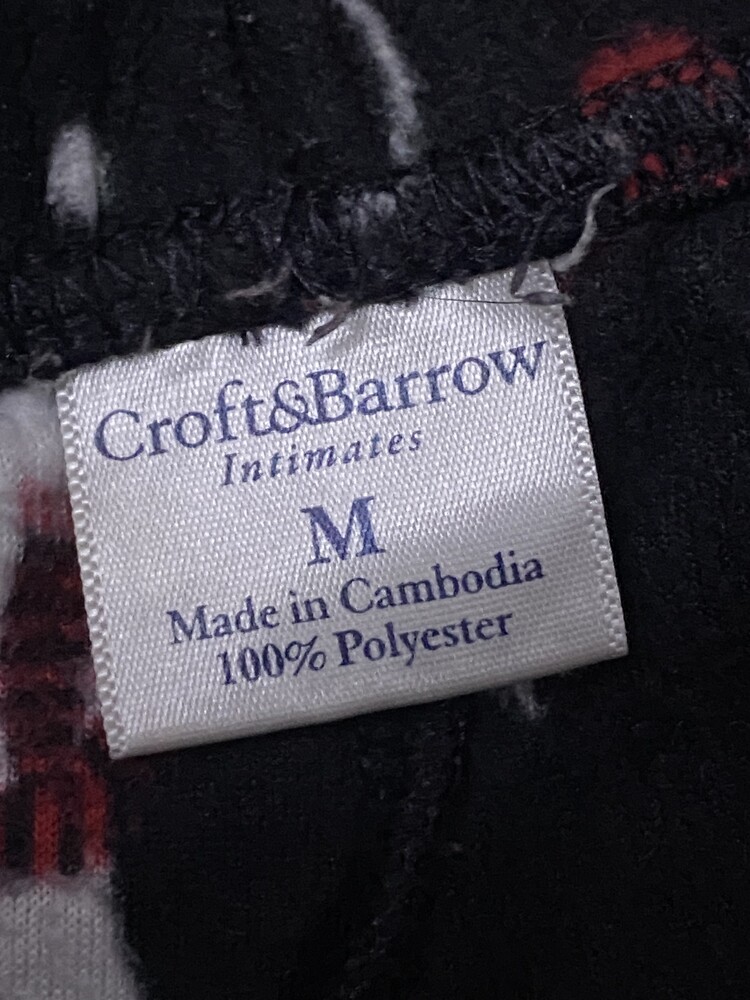 Croft&Barrow
Intimates
M
Made in Cambodia
100% Polyester